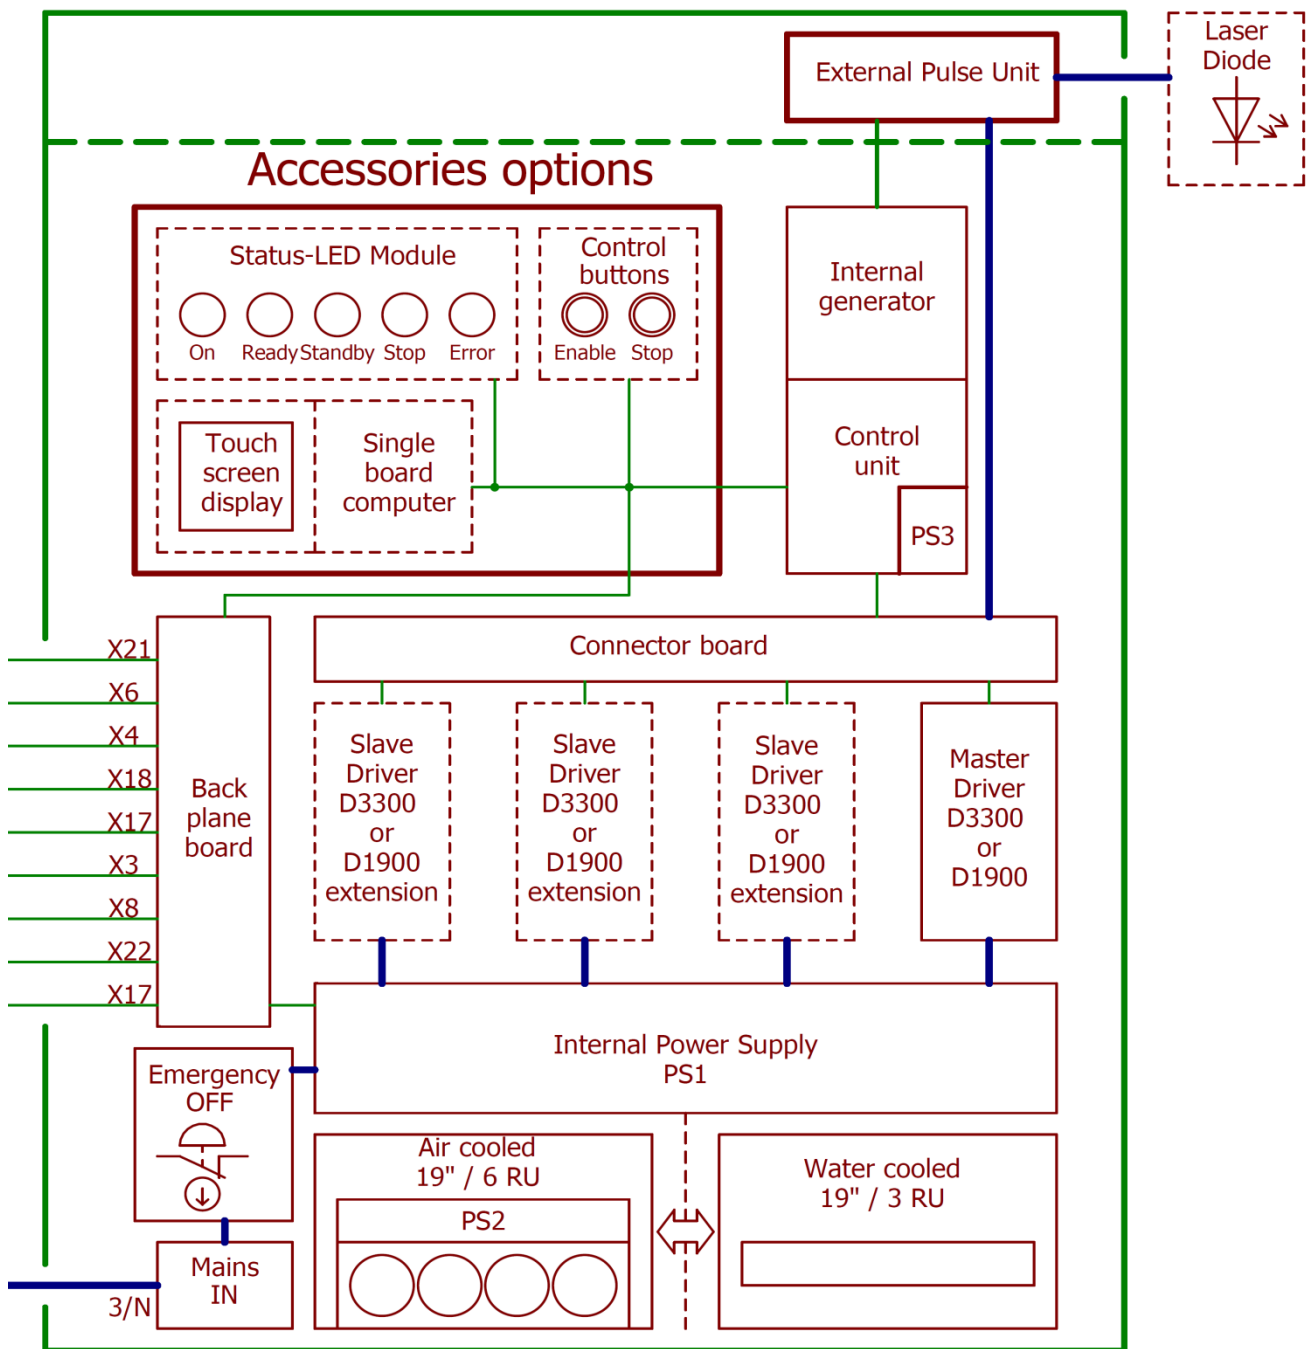 Laser
Diode
External Pulse Unit
Accessories options
Status-LED Module
On Ready Standby Stop Error
Control
buttons
Enable Stop
Internal
generator
Touch
screen
display
Single
board
computer
Control
unit
PS3
Connector board
X21
X6
X4
X18
X17
X3
X8
X22
X17
Back
plane
board
Slave
Driver
D3300
or
D1900
extension
Slave
Driver
D3300
or
D1900
extension
Slave
Driver
D3300
or
D1900
extension
Master
Driver
D3300
or
D1900
Internal Power Supply
PS1
Emergency
OFF
Air cooled
19" / 6 RU
PS2
Water cooled
19" / 3 RU
Mains
IN
3/N